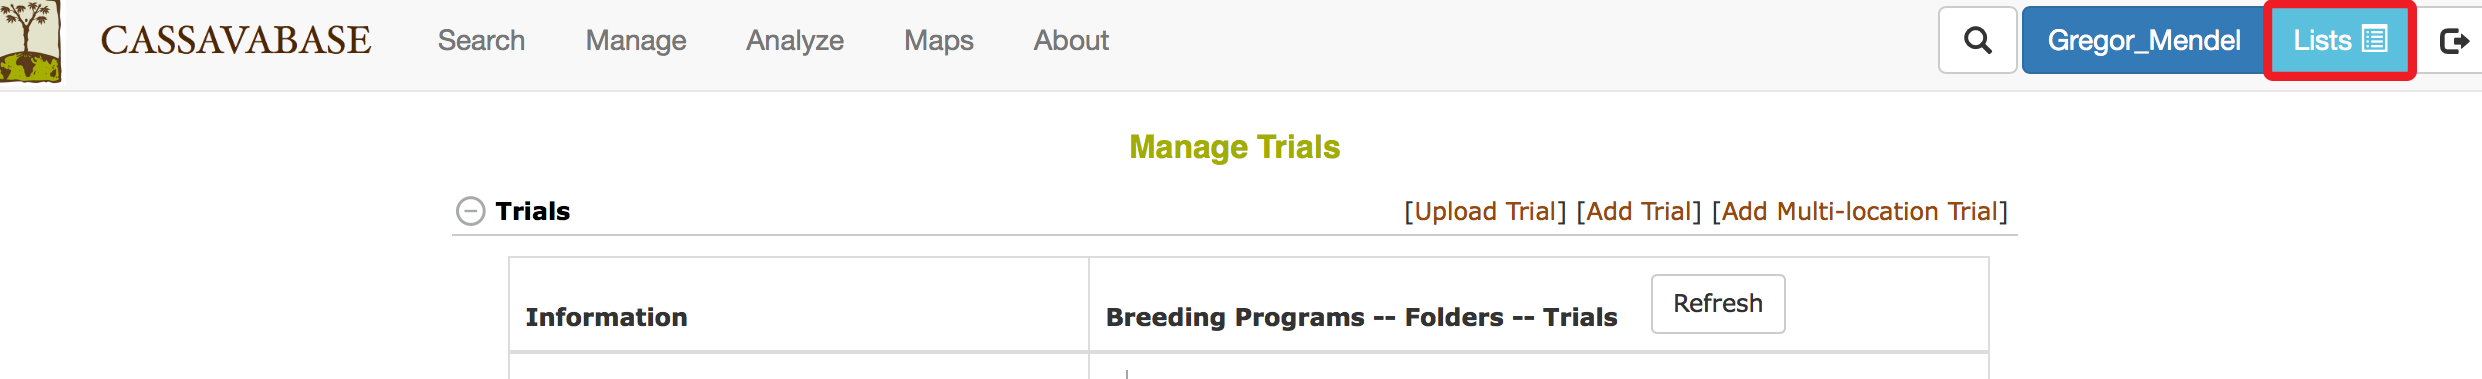 CASSAVABASE Search Manage Analyze Maps About Gregor_Mendel Lists
Manage Trials
Trials [Upload Trial] [Add Trial] [Add Multi-location Trial]
Information Breeding Programs -- Folders -- Trials Refresh